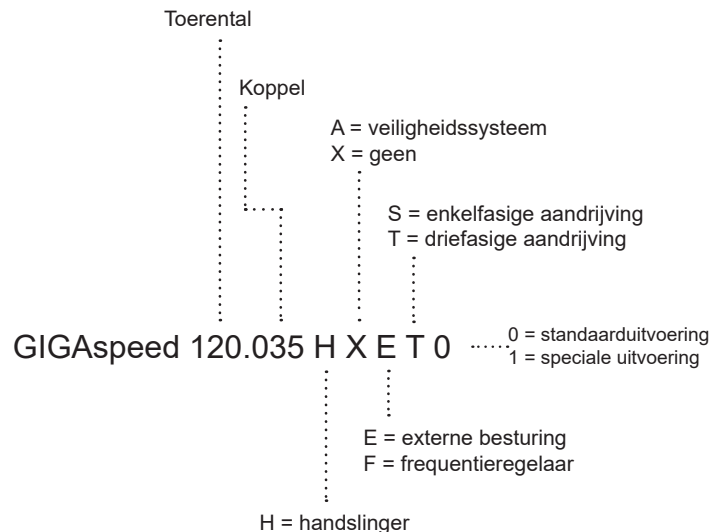 Toerental
Koppel
A = veiligheidssysteem
X = geen
S = enkelfasige aandrijving
T = driefasige aandrijving
GIGAspeed 120.035 H X E T 0
0 = standaarduitvoering
1 = speciale uitvoering
E = externe besturing
F = frequentieregelaar
H = handslinger